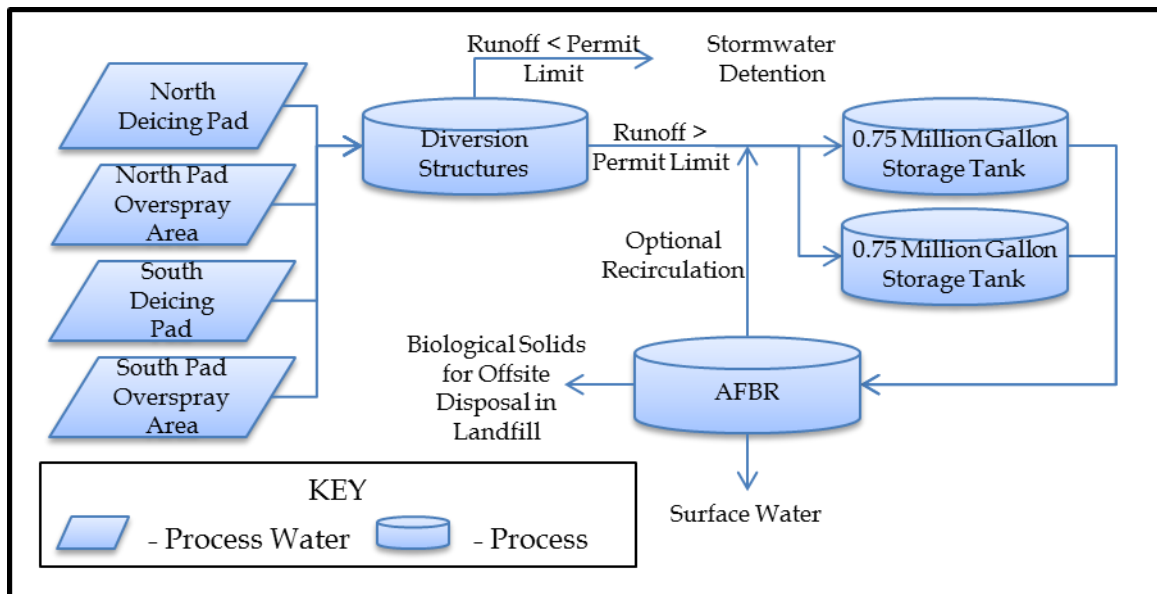 North
Deicing Pad
North Pad
Overspray
Area
South
Deicing
Pad
South Pad
Overspray
Area
Diversion
Structures
Runoff < Permit
Limit
Stormwater
Detention
Runoff >
Permit Limit
0.75 Million Gallon
Storage Tank
0.75 Million Gallon
Storage Tank
Optional
Recirculation
AFBR
Biological Solids
for Offsite
Disposal in
Landfill
Surface Water
KEY
- Process Water
- Process